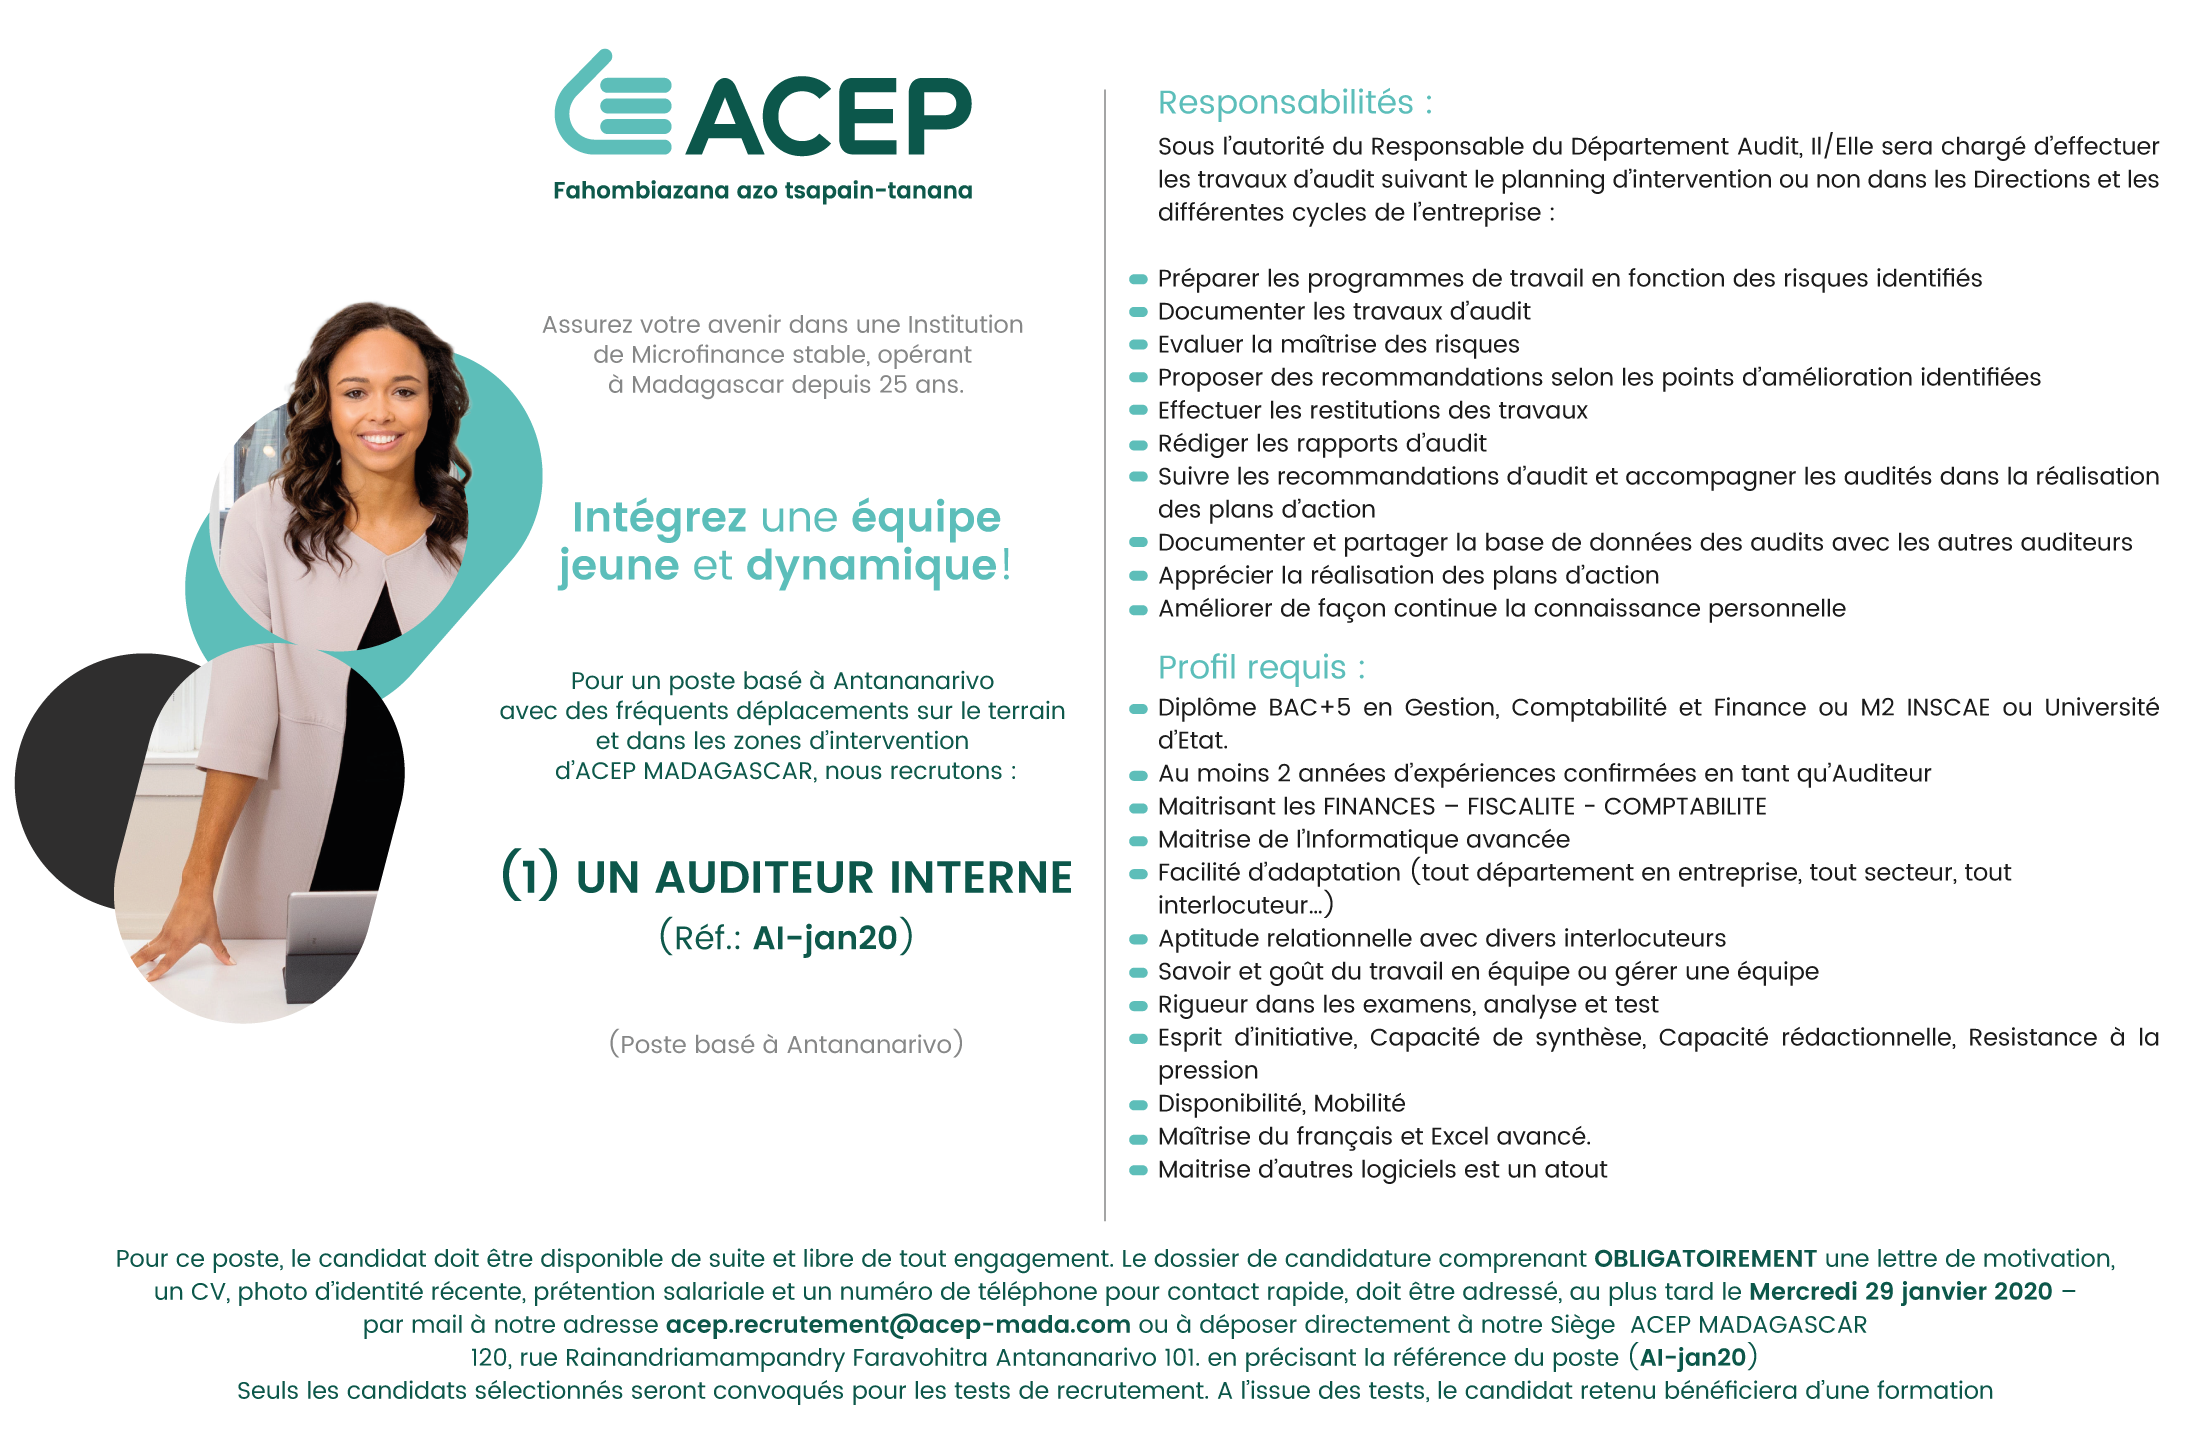 ACEP
Fahombiazana azo tsapain-tanana
Assurez votre avenir dans une Institution
de Microfinance stable, opérant
à Madagascar depuis 25 ans.
Intégrez une équipe
jeune et dynamique!
Pour un poste basé à Antananarivo
avec des fréquents déplacements sur le terrain
et dans les zones d'intervention
d'ACEP MADAGASCAR, nous recrutons :
(1) UN AUDITEUR INTERNE
(Réf.: AI-jan20)
(Poste basé à Antananarivo)
Responsabilités :
Sous l'autorité du Responsable du Département Audit, Il/Elle sera chargé d'effectuer
les travaux d'audit suivant le planning d'intervention ou non dans les Directions et les
différentes cycles de l'entreprise :
Préparer les programmes de travail en fonction des risques identifiés
Documenter les travaux d'audit
Evaluer la maîtrise des risques
Proposer des recommandations selon les points d'amélioration identifiées
Effectuer les restitutions des travaux
Rédiger les rapports d'audit
Suivre les recommandations d'audit et accompagner les audités dans la réalisation
des plans d'action
Documenter et partager la base de données des audits avec les autres auditeurs
Apprécier la réalisation des plans d'action
Améliorer de façon continue la connaissance personnelle
Profil requis :
Diplôme BAC+5 en Gestion, Comptabilité et Finance ou M2 INSCAE ou Université
d'Etat.
Au moins 2 années d'expériences confirmées en tant qu'Auditeur
Maitrisant les FINANCES – FISCALITE - COMPTABILITE
Maitrise de l'Informatique avancée
Facilité d'adaptation (tout département en entreprise, tout secteur, tout
interlocuteur...)
Aptitude relationnelle avec divers interlocuteurs
Savoir et goût du travail en équipe ou gérer une équipe
Rigueur dans les examens, analyse et test
Esprit d'initiative, Capacité de synthèse, Capacité rédactionnelle, Resistance à la
pression
Disponibilité, Mobilité
Maîtrise du français et Excel avancé.
Maitrise d'autres logiciels est un atout
Pour ce poste, le candidat doit être disponible de suite et libre de tout engagement. Le dossier de candidature comprenant OBLIGATOIREMENT une lettre de motivation,
un CV, photo d'identité récente, prétention salariale et un numéro de téléphone pour contact rapide, doit être adressé, au plus tard le Mercredi 29 janvier 2020 –
par mail à notre adresse acep.recrutement@acep-mada.com ou à déposer directement à notre Siège ACEP MADAGASCAR
120, rue Rainandriamampandry Faravohitra Antananarivo 101. en précisant la référence du poste (AI-jan20)
Seuls les candidats sélectionnés seront convoqués pour les tests de recrutement. A l'issue des tests, le candidat retenu bénéficiera d'une formation